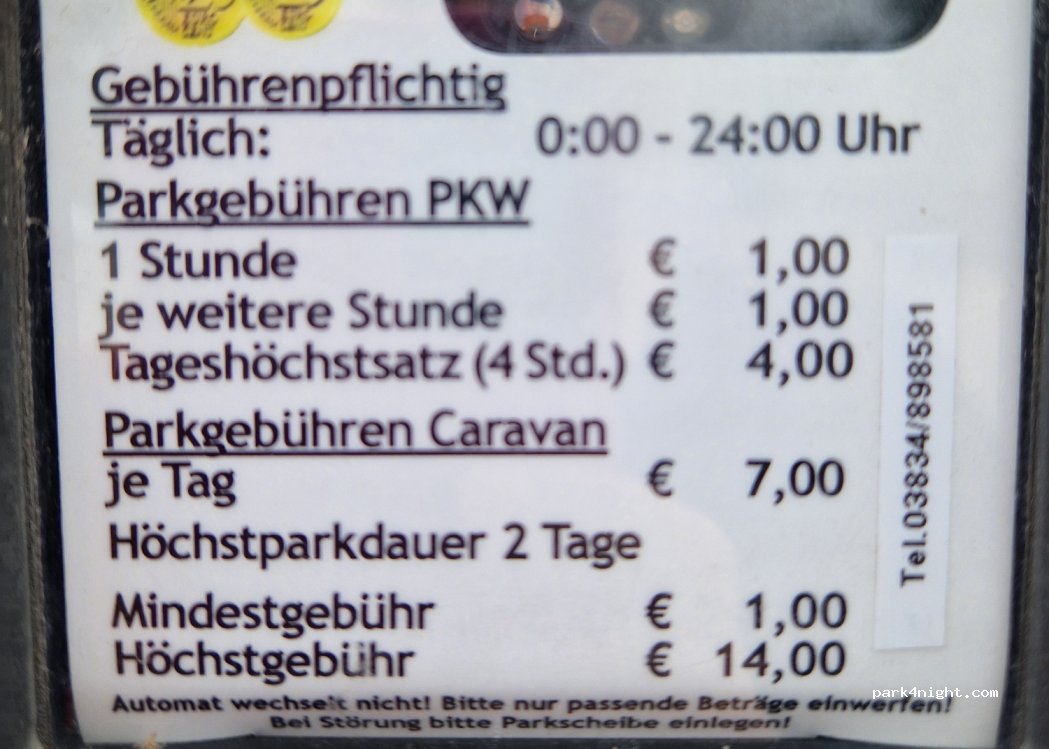 Gebührenpflichtig
Täglich: 0:00 - 24:00 Uhr
Parkgebühren PKW
1 Stunde € 1,00
je weitere Stunde € 1,00
Tageshöchstsatz (4 Std.) € 4,00
Parkgebühren Caravan
je Tag € 7,00
Höchstparkdauer 2 Tage
Mindestgebühr € 1,00
Höchstgebühr € 14,00
Automat wechselt nicht! Bitte nur passende Beträge einwerfen!
Bei Störung bitte Parkscheibe einlegen!
Tel.03834/8988581
park4night.com